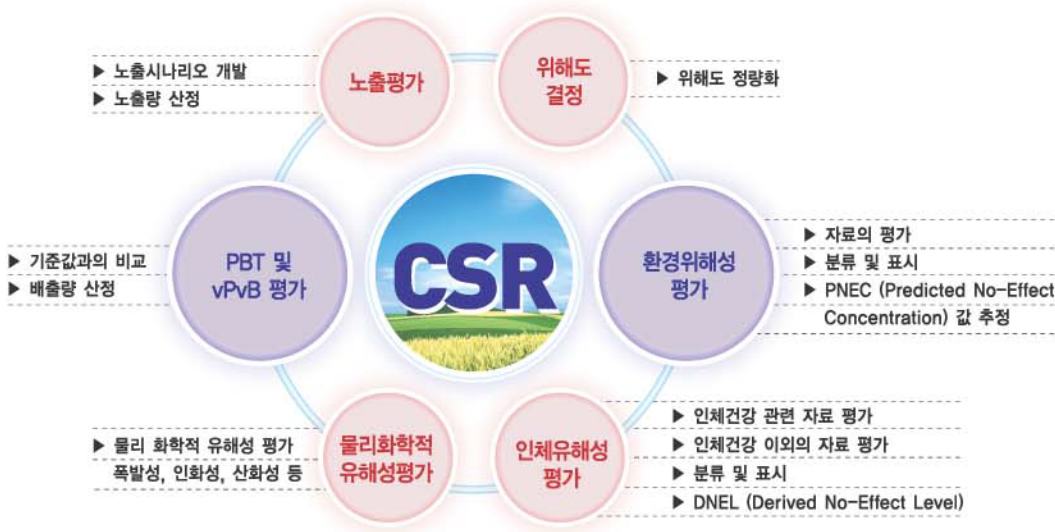 ▶ 노출시나리오 개발
▶ 노출량 산정
노출평가
위해도
결정
▶ 위해도 정량화
▶ 기준값과의 비교
▶ 배출량 산정
PBT 및
vPvB 평가
CSR
환경위해성
평가
▶ 자료의 평가
▶ 분류 및 표시
▶ PNEC (Predicted No-Effect
Concentration) 값 추정
▶ 물리 화학적 유해성 평가
폭발성, 인화성, 산화성 등
물리화학적
유해성평가
인체유해성
평가
▶ 인체건강 관련 자료 평가
▶ 인체건강 이외의 자료 평가
▶ 분류 및 표시
▶ DNEL (Derived No-Effect Level)